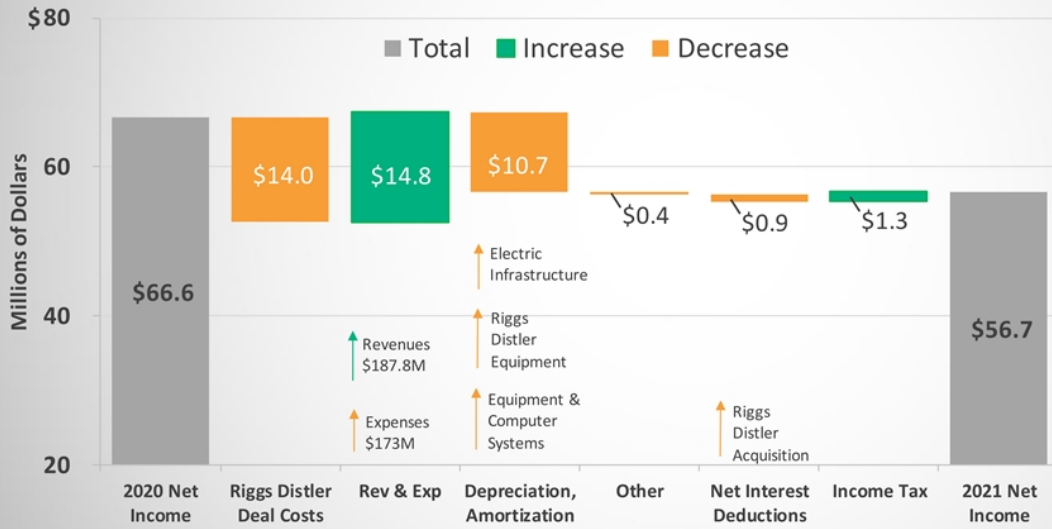 $80
Total Increase Decrease
Millions of Dollars
60
40
20
$66.6
$14.0
$14.8
$10.7
$0.4
$0.9
$1.3
$56.7
Revenues
$187.8M
Expenses
$173M
Electric
Infrastructure
Riggs
Distler
Equipment
Equipment &
Computer
Systems
Riggs
Distler
Acquisition
2020 Net
Income
Riggs Distler
Deal Costs
Rev & Exp
Depreciation,
Amortization
Other
Net Interest
Deductions
Income Tax
2021 Net
Income